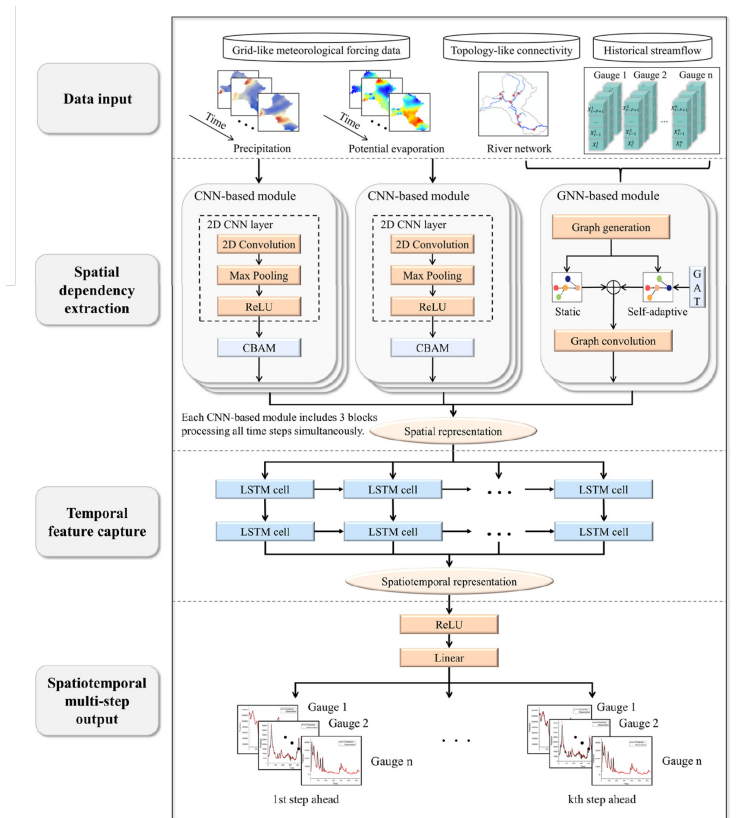 Data input
Grid-like meteorological forcing data
Topology-like connectivity
Historical streamflow
Gauge 1 Gauge 2 Gauge n
Time
Time
Precipitation
Potential evaporation
River network
Spatial
dependency
extraction
CNN-based module
2D CNN layer
2D Convolution
Max Pooling
ReLU
CBAM
CNN-based module
2D CNN layer
2D Convolution
Max Pooling
ReLU
CBAM
GNN-based module
Graph generation
GAT
Static
Self-adaptive
Graph convolution
Each CNN-based module includes 3 blocks
processing all time steps simultaneously.
Spatial representation
Temporal
feature capture
LSTM cell LSTM cell ... LSTM cell
LSTM cell LSTM cell ... LSTM cell
Spatiotemporal representation
Spatiotemporal
multi-step
output
ReLU
Linear
Gauge 1
Gauge 2
Gauge n
1st step ahead
...
Gauge 1
Gauge 2
Gauge n
kth step ahead